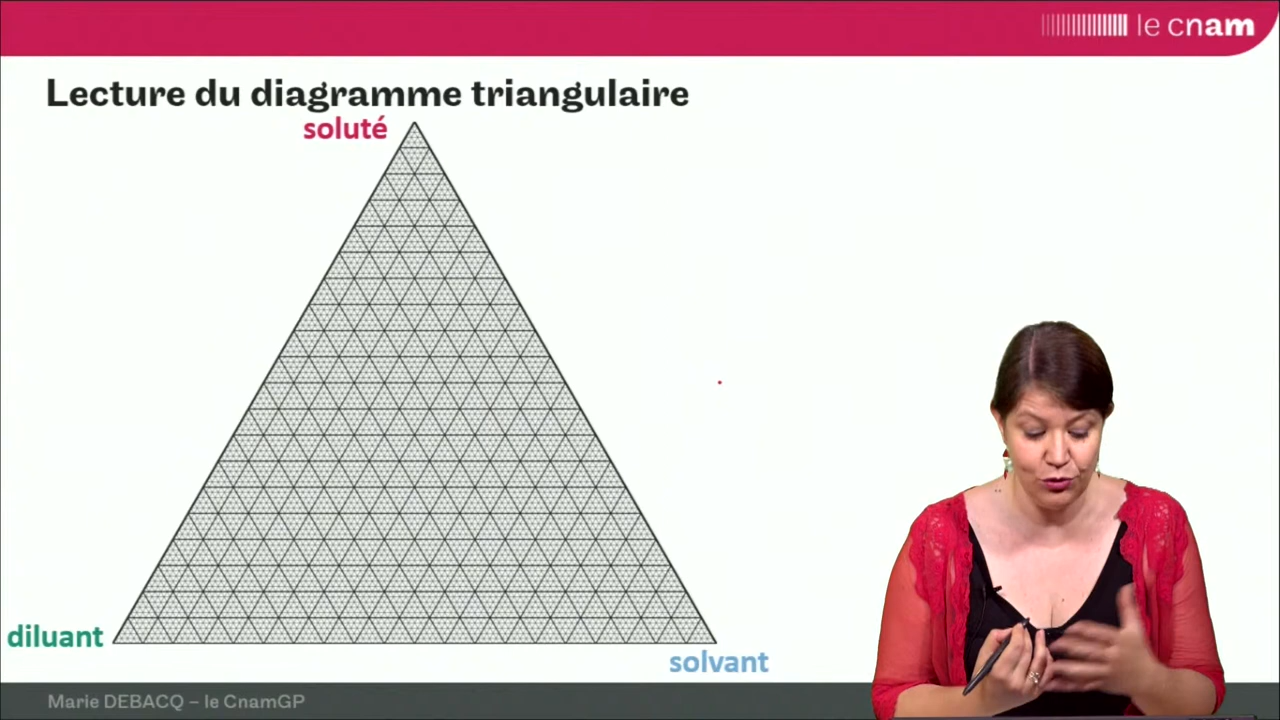 le cnam
Lecture du diagramme triangulaire
soluté
diluant
solvant
Marie DEBACQ – le CnamGP